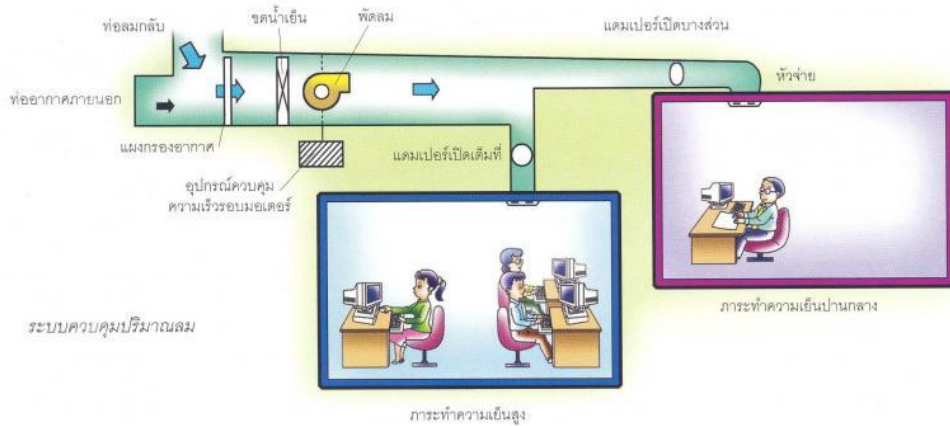 ท่อลมกลับ
ขดน้ำเย็น
พัดลม
แดมเปอร์เปิดบางส่วน
หัวจ่าย
ท่ออากาศภายนอก
แผงกรองอากาศ
แดมเปอร์เปิดเต็มที่
อุปกรณ์ควบคุม
ความเร็วรอบมอเตอร์
ภาระทำความเย็นปานกลาง
ระบบควบคุมปริมาณลม
ภาระทำความเย็นสูง